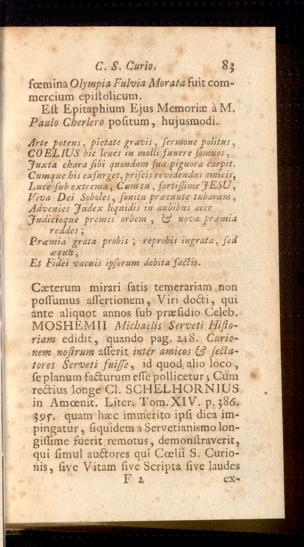 C. S. Curio. 83
fœmina Olympia Fulvia Morata fuit com-
mercium epistolicum.
Est Epitaphium Ejus Memoriæ à M.
Paulo Cherlero positum, hujusmodi.
Arte potens, pietate gravis, sermone politus,
COELIUS hic leves in molli funere somnos,
Juxta chara sibi quondam sua pignora carpit.
Cumque his exsurget, priscis revidendus amicis,
Luce sub extrema, Cum tu, fortissime JESU,
Viva Dei Soboles, sonitu præeunte tubarum,
Advenies Judex liquidis in nubibus acer
Judicioque premes orbem, & nova præmia
reddet;
Præmia grata probis; reprobis ingrata, sed
æqua,
Et Fidei vacuis ipsorum debita factis.
Cæterum mirari satis temerariam non
possumus assertionem, Viri docti, qui
ante aliquot annos sub præsidio Celeb.
MOSHEMII Michaelis Serveti Histo-
riam edidit, quando pag. 218. Curio-
nem nostrum asserit inter amicos & secta-
tores Serveti fuisse, id quod alio loco,
se planum facturum esse pollicetur; Cum
rectius longe Cl. SCHELHORNIUS
in Amœnit. Liter. Tom. XIV. p. 386.
395. quam hæc immerito ipsi dica im-
pingatur, siquidem a Servetianismo lon-
gissime fuerit remotus, demonstraverit,
qui simul auctores qui Cœlii S. Curio-
nis, sive Vitam sive Scripta sive laudes
F 2 ex-